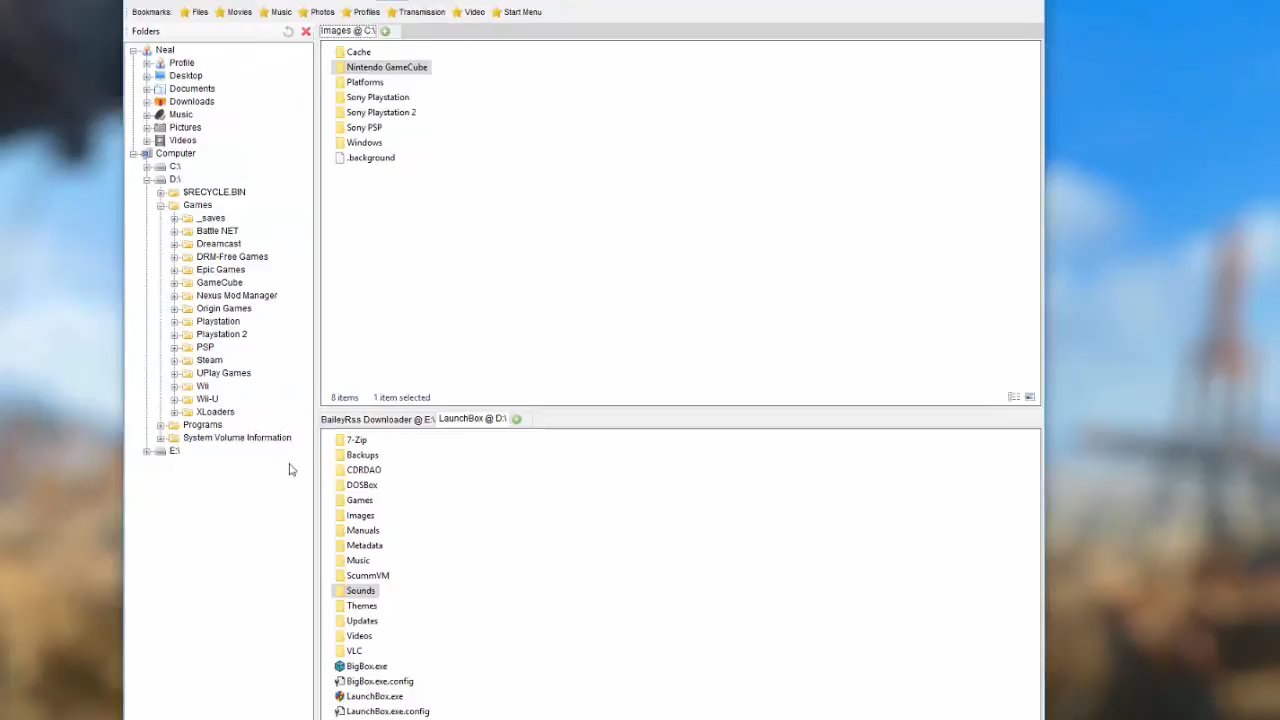 Bookmarks: Files Movies Music Photos Profiles Transmission Video Start Menu
Folders
Neal
Profile
Desktop
Documents
Downloads
Music
Pictures
Videos
Computer
C:\
D:\
$RECYCLE.BIN
Games
_saves
Battle NET
Dreamcast
DRM-Free Games
Epic Games
GameCube
Nexus Mod Manager
Origin Games
Playstation
Playstation 2
PSP
Steam
UPlay Games
Wii
Wii-U
XLoaders
Programs
System Volume Information
E:\
Images @ C:\
Cache
Nintendo GameCube
Platforms
Sony Playstation
Sony Playstation 2
Sony PSP
Windows
.background
8 items 1 item selected
BaileyRss Downloader @ E:\ LaunchBox @ D:\
7-Zip
Backups
CDRDAO
DOSBox
Games
Images
Manuals
Metadata
Music
ScummVM
Sounds
Themes
Updates
Videos
VLC
BigBox.exe
BigBox.exe.config
LaunchBox.exe
LaunchBox.exe.config